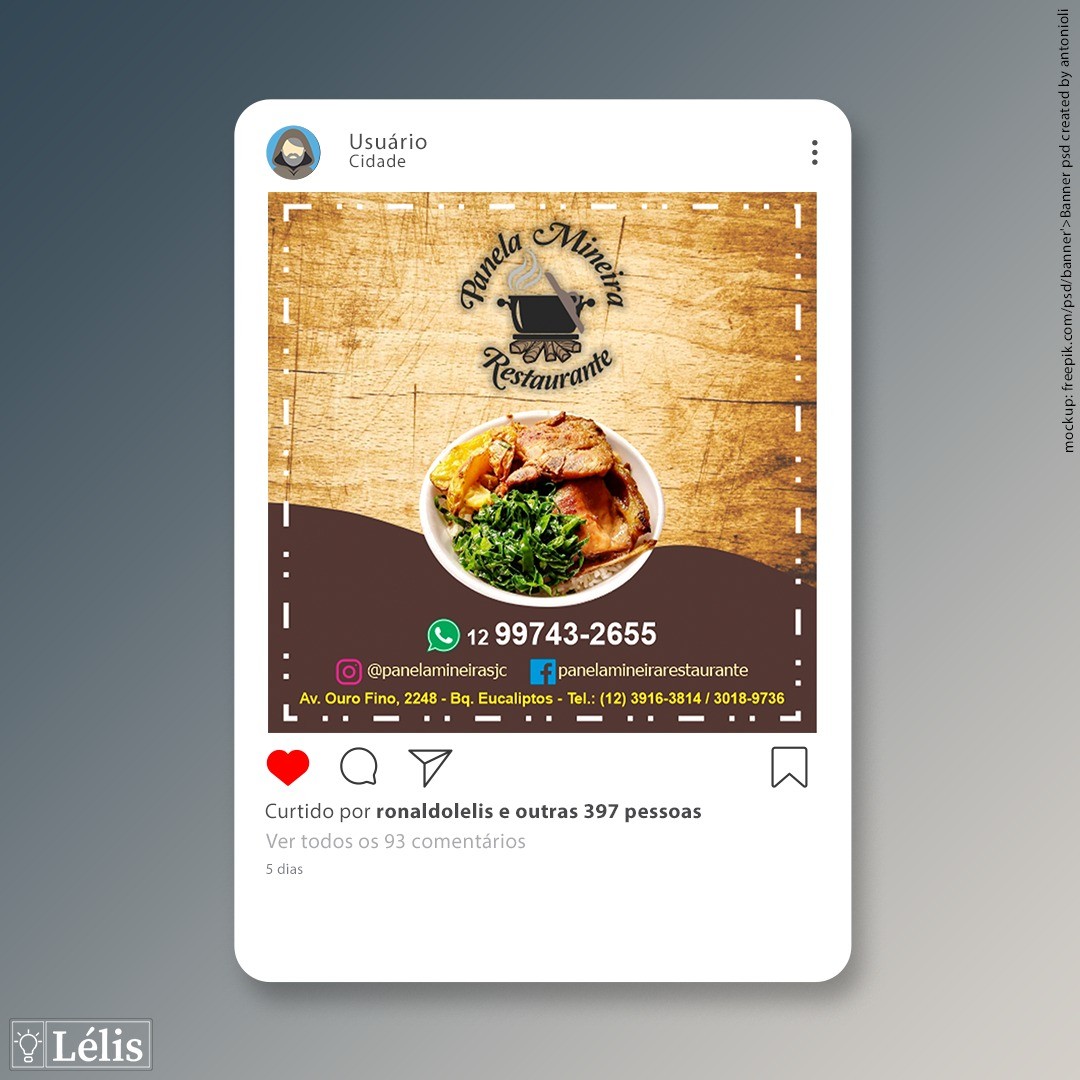 Usuário
Cidade
Panela Mineira
Restaurante
12 99743-2655
@panelamineirasjc panelamineirarestaurante
Av. Ouro Fino, 2248 - Bq. Eucaliptos - Tel.: (12) 3916-3814 / 3018-9736
Curtido por ronaldolelis e outras 397 pessoas
Ver todos os 93 comentários
5 dias
Lélis
mockup: freepik.com/psd/banner'>Banner psd created by antonioli